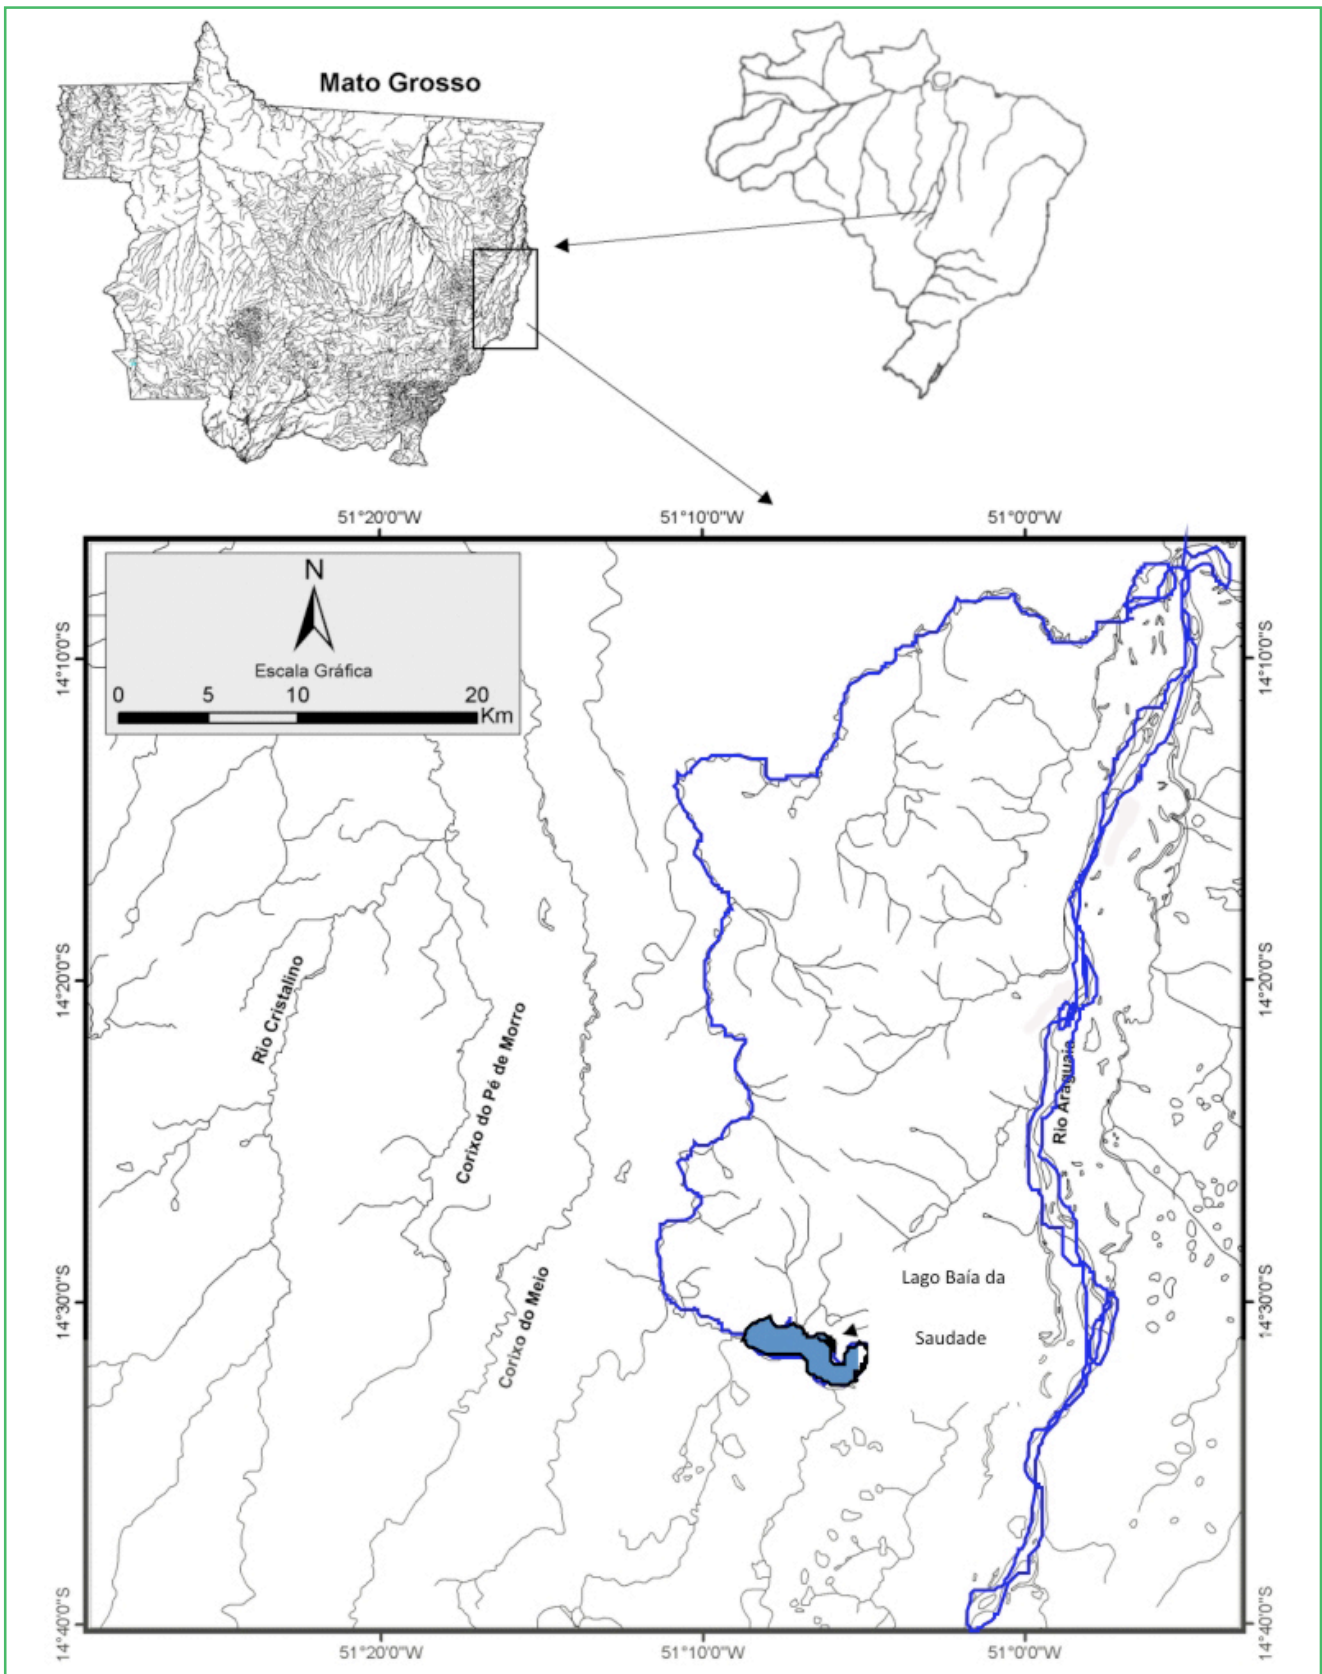 Mato Grosso
51°20'0"W
51°10'0"W
51°0'0"W
N
Escala Gráfica
0
5
10
20
Km
14°10'0"S
14°10'0"S
14°20'0"S
14°20'0"S
Rio Cristalino
Corixo do Pé de Morro
Rio Araguaia
Corixo do Meio
Lago Baía da
Saudade
14°30'0"S
14°30'0"S
14°40'0"S
14°40'0"S
51°20'0"W
51°10'0"W
51°0'0"W